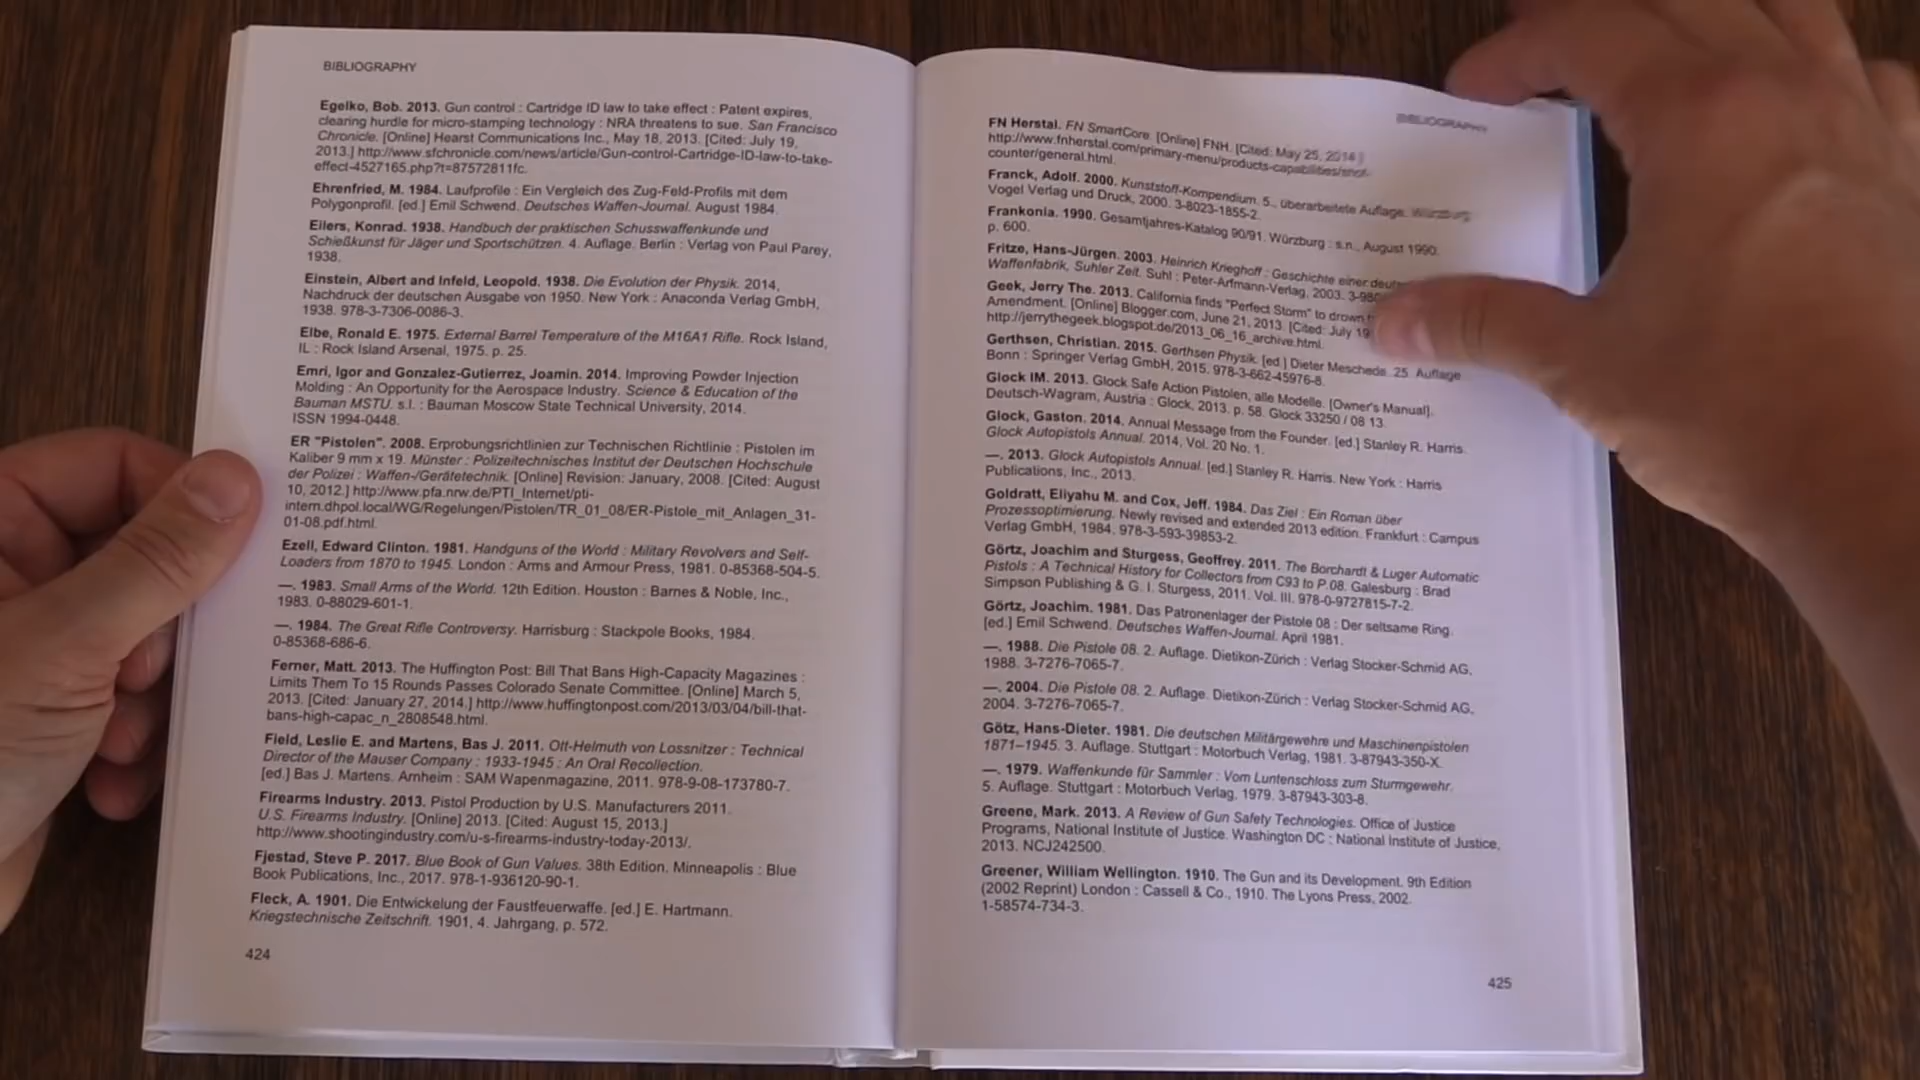 BIBLIOGRAPHY
Egelko, Bob. 2013. Gun control : Cartridge ID law to take effect : Patent expires,
clearing hurdle for micro-stamping technology : NRA threatens to sue. San Francisco
Chronicle. [Online] Hearst Communications Inc., May 18, 2013. [Cited: July 19,
2013.] http://www.sfchronicle.com/news/article/Gun-control-Cartridge-ID-law-to-take-
effect-4527165.php?t=87572811fc.
Ehrenfried, M. 1984. Laufprofile : Ein Vergleich des Zug-Feld-Profils mit dem
Polygonprofil. [ed.] Emil Schwend. Deutsches Waffen-Journal. August 1984.
Eilers, Konrad. 1938. Handbuch der praktischen Schusswaffenkunde und
Schießkunst für Jäger und Sportschützen. 4. Auflage. Berlin : Verlag von Paul Parey,
1938.
Einstein, Albert and Infeld, Leopold. 1938. Die Evolution der Physik. 2014,
Nachdruck der deutschen Ausgabe von 1950. New York : Anaconda Verlag GmbH,
1938. 978-3-7306-0086-3.
Elbe, Ronald E. 1975. External Barrel Temperature of the M16A1 Rifle. Rock Island,
IL : Rock Island Arsenal, 1975. p. 25.
Emri, Igor and Gonzalez-Gutierrez, Joamin. 2014. Improving Powder Injection
Molding : An Opportunity for the Aerospace Industry. Science & Education of the
Bauman MSTU. s.l. : Bauman Moscow State Technical University, 2014.
ISSN 1994-0448.
ER "Pistolen". 2008. Erprobungsrichtlinien zur Technischen Richtlinie : Pistolen im
Kaliber 9 mm x 19. Münster : Polizeitechnisches Institut der Deutschen Hochschule
der Polizei : Waffen-/Gerätetechnik. [Online] Revision: January, 2008. [Cited: August
10, 2012.] http://www.pfa.nrw.de/PTI_Internet/pti-
intern.dhpol.local/WG/Regelungen/Pistolen/TR_01_08/ER-Pistole_mit_Anlagen_31-
01-08.pdf.html.
Ezell, Edward Clinton. 1981. Handguns of the World : Military Revolvers and Self-
Loaders from 1870 to 1945. London : Arms and Armour Press, 1981. 0-85368-504-5.
—. 1983. Small Arms of the World. 12th Edition. Houston : Barnes & Noble, Inc.,
1983. 0-88029-601-1.
—. 1984. The Great Rifle Controversy. Harrisburg : Stackpole Books, 1984.
0-85368-686-6.
Ferner, Matt. 2013. The Huffington Post: Bill That Bans High-Capacity Magazines :
Limits Them To 15 Rounds Passes Colorado Senate Committee. [Online] March 5,
2013. [Cited: January 27, 2014.] http://www.huffingtonpost.com/2013/03/04/bill-that-
bans-high-capac_n_2808548.html.
Field, Leslie E. and Martens, Bas J. 2011. Ott-Helmuth von Lossnitzer : Technical
Director of the Mauser Company : 1933-1945 : An Oral Recollection.
[ed.] Bas J. Martens. Arnheim : SAM Wapenmagazine, 2011. 978-9-08-173780-7.
Firearms Industry. 2013. Pistol Production by U.S. Manufacturers 2011.
U.S. Firearms Industry. [Online] 2013. [Cited: August 15, 2013.]
http://www.shootingindustry.com/u-s-firearms-industry-today-2013/.
Fjestad, Steve P. 2017. Blue Book of Gun Values. 38th Edition. Minneapolis : Blue
Book Publications, Inc., 2017. 978-1-936120-90-1.
Fleck, A. 1901. Die Entwickelung der Faustfeuerwaffe. [ed.] E. Hartmann.
Kriegstechnische Zeitschrift. 1901, 4. Jahrgang, p. 572.
424
BIBLIOGRAPHY
FN Herstal. FN SmartCore. [Online] FNH. [Cited: May 25, 2014.]
http://www.fnherstal.com/primary-menu/products-capabilities/shot-
counter/general.html.
Franck, Adolf. 2000. Kunststoff-Kompendium. 5., überarbeitete Auflage. Würzburg :
Vogel Verlag und Druck, 2000. 3-8023-1855-2.
Frankonia. 1990. Gesamtjahres-Katalog 90/91. Würzburg : s.n., August 1990.
p. 600.
Fritze, Hans-Jürgen. 2003. Heinrich Krieghoff : Geschichte einer
Waffenfabrik, Suhler Zeit. Suhl : Peter-Arfmann-Verlag, 2003.
Geek, Jerry The. 2013. California finds "Perfect Storm" to drown
Amendment. [Online] Blogger.com, June 21, 2013. [Cited: July 19
http://jerrythegeek.blogspot.de/2013_06_16_archive.html.
Gerthsen, Christian. 2015. Gerthsen Physik. [ed.] Dieter Meschede. 25. Auflage.
Bonn : Springer Verlag GmbH, 2015. 978-3-662-45976-8.
Glock IM. 2013. Glock Safe Action Pistolen, alle Modelle. [Owner's Manual].
Deutsch-Wagram, Austria : Glock, 2013. p. 58. Glock 33250 / 08 13.
Glock, Gaston. 2014. Annual Message from the Founder. [ed.] Stanley R. Harris.
Glock Autopistols Annual. 2014, Vol. 20 No. 1.
—. 2013. Glock Autopistols Annual. [ed.] Stanley R. Harris. New York : Harris
Publications, Inc., 2013.
Goldratt, Eliyahu M. and Cox, Jeff. 1984. Das Ziel : Ein Roman über
Prozessoptimierung. Newly revised and extended 2013 edition. Frankfurt : Campus
Verlag GmbH, 1984. 978-3-593-39853-2.
Görtz, Joachim and Sturgess, Geoffrey. 2011. The Borchardt & Luger Automatic
Pistols : A Technical History for Collectors from C93 to P.08. Galesburg : Brad
Simpson Publishing & G. I. Sturgess, 2011. Vol. III. 978-0-9727815-7-2.
Görtz, Joachim. 1981. Das Patronenlager der Pistole 08 : Der seltsame Ring.
[ed.] Emil Schwend. Deutsches Waffen-Journal. April 1981.
—. 1988. Die Pistole 08. 2. Auflage. Dietikon-Zürich : Verlag Stocker-Schmid AG,
1988. 3-7276-7065-7.
—. 2004. Die Pistole 08. 2. Auflage. Dietikon-Zürich : Verlag Stocker-Schmid AG,
2004. 3-7276-7065-7.
Götz, Hans-Dieter. 1981. Die deutschen Militärgewehre und Maschinenpistolen
1871–1945. 3. Auflage. Stuttgart : Motorbuch Verlag, 1981. 3-87943-350-X.
—. 1979. Waffenkunde für Sammler : Vom Luntenschloss zum Sturmgewehr.
5. Auflage. Stuttgart : Motorbuch Verlag, 1979. 3-87943-303-8.
Greene, Mark. 2013. A Review of Gun Safety Technologies. Office of Justice
Programs, National Institute of Justice. Washington DC : National Institute of Justice,
2013. NCJ242500.
Greener, William Wellington. 1910. The Gun and its Development. 9th Edition
(2002 Reprint) London : Cassell & Co., 1910. The Lyons Press, 2002.
1-58574-734-3.
425